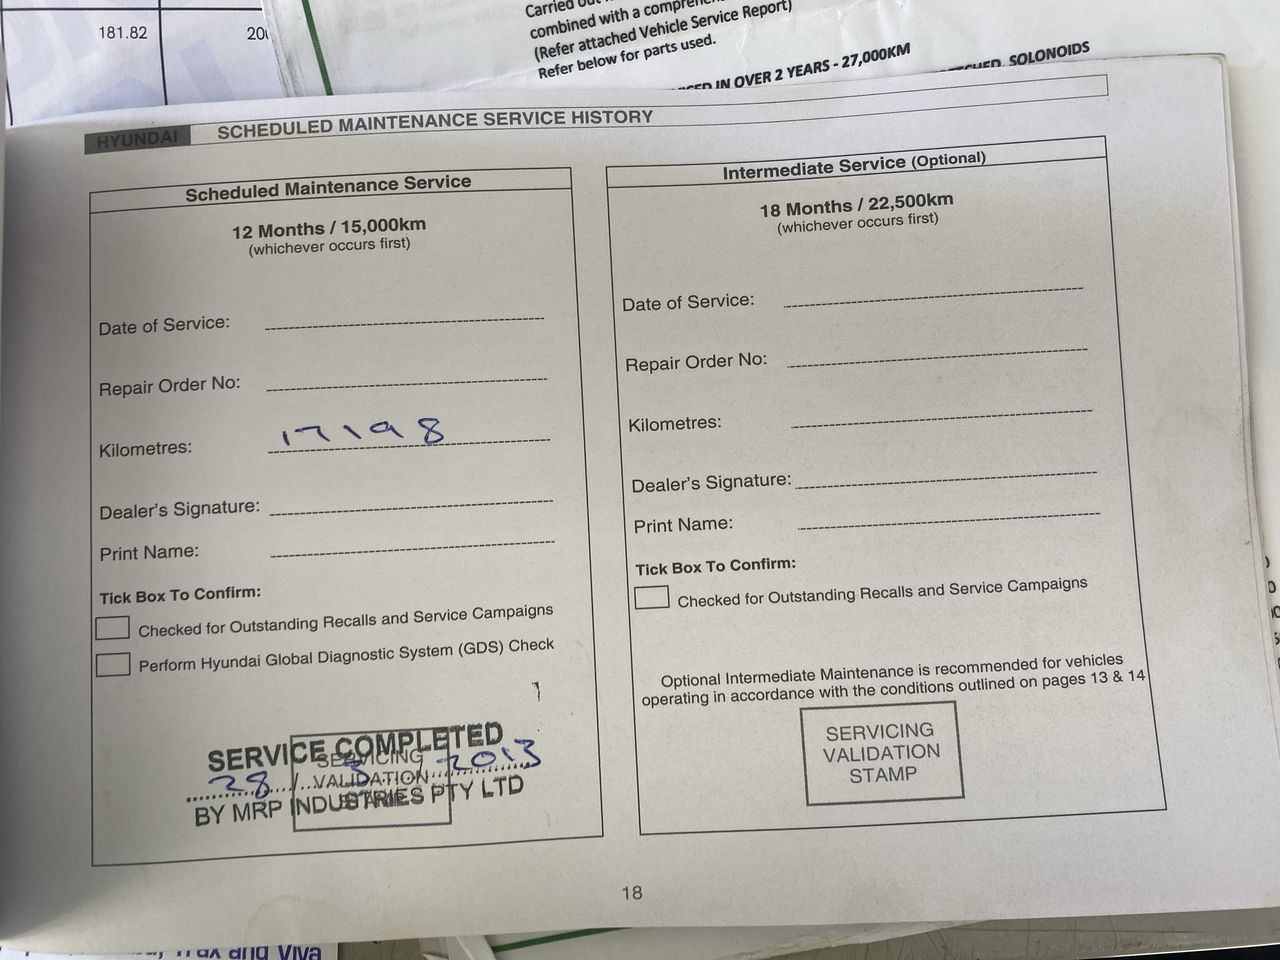 181.82
combined with a
(Refer attached Vehicle Service Report)
Refer below for parts used.
IN OVER 2 YEARS - 27,000KM
SOLONOIDS
HYUNDAI SCHEDULED MAINTENANCE SERVICE HISTORY
Scheduled Maintenance Service
12 Months / 15,000km
(whichever occurs first)
Date of Service:
Repair Order No:
Kilometres: 17198
Dealer's Signature:
Print Name:
Tick Box To Confirm:
Checked for Outstanding Recalls and Service Campaigns
Perform Hyundai Global Diagnostic System (GDS) Check
SERVICE COMPLETED
SERVICING
28 / 3 / 2013
VALIDATION
STAMP
BY MRP INDUSTRIES PTY LTD
Intermediate Service (Optional)
18 Months / 22,500km
(whichever occurs first)
Date of Service:
Repair Order No:
Kilometres:
Dealer's Signature:
Print Name:
Tick Box To Confirm:
Checked for Outstanding Recalls and Service Campaigns
Optional Intermediate Maintenance is recommended for vehicles
operating in accordance with the conditions outlined on pages 13 & 14
SERVICING
VALIDATION
STAMP
18
and Viva